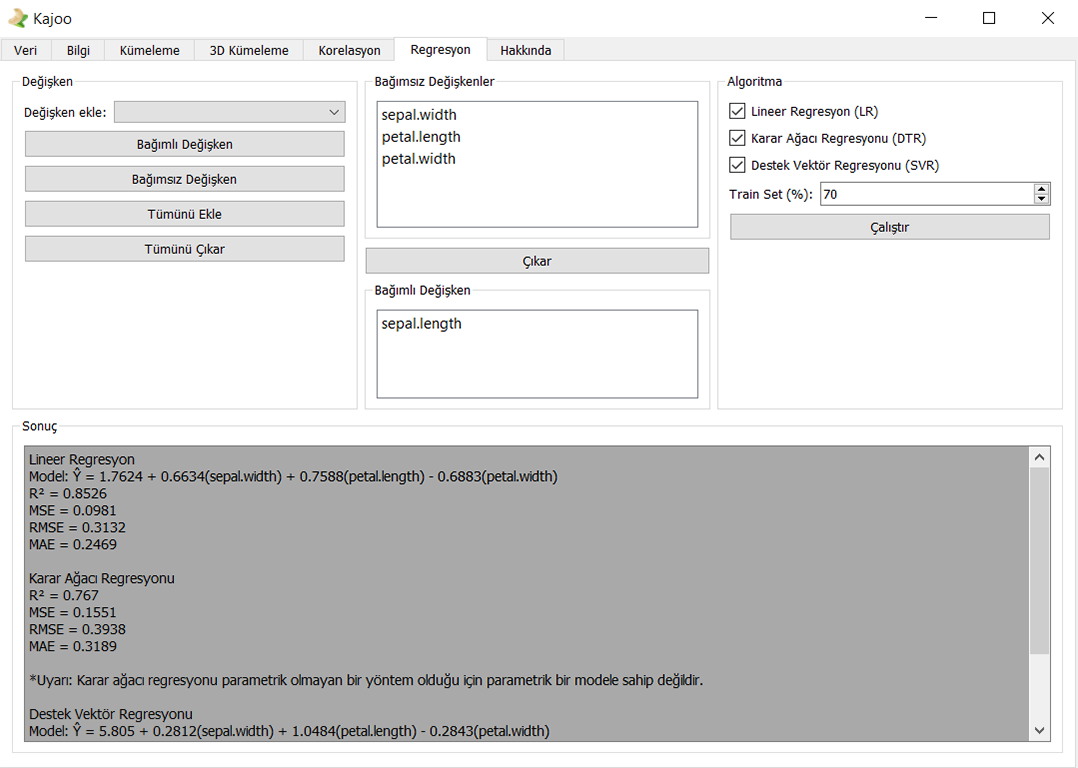 Kajoo
Veri Bilgi Kümeleme 3D Kümeleme Korelasyon Regresyon Hakkında
Değişken
Değişken ekle:
Bağımlı Değişken
Bağımsız Değişken
Tümünü Ekle
Tümünü Çıkar
Bağımsız Değişkenler
sepal.width
petal.length
petal.width
Çıkar
Bağımlı Değişken
sepal.length
Algoritma
Lineer Regresyon (LR)
Karar Ağacı Regresyonu (DTR)
Destek Vektör Regresyonu (SVR)
Train Set (%): 70
Çalıştır
Sonuç
Lineer Regresyon
Model: Ŷ = 1.7624 + 0.6634(sepal.width) + 0.7588(petal.length) - 0.6883(petal.width)
R² = 0.8526
MSE = 0.0981
RMSE = 0.3132
MAE = 0.2469
Karar Ağacı Regresyonu
R² = 0.767
MSE = 0.1551
RMSE = 0.3938
MAE = 0.3189
*Uyarı: Karar ağacı regresyonu parametrik olmayan bir yöntem olduğu için parametrik bir modele sahip değildir.
Destek Vektör Regresyonu
Model: Ŷ = 5.805 + 0.2812(sepal.width) + 1.0484(petal.length) - 0.2843(petal.width)